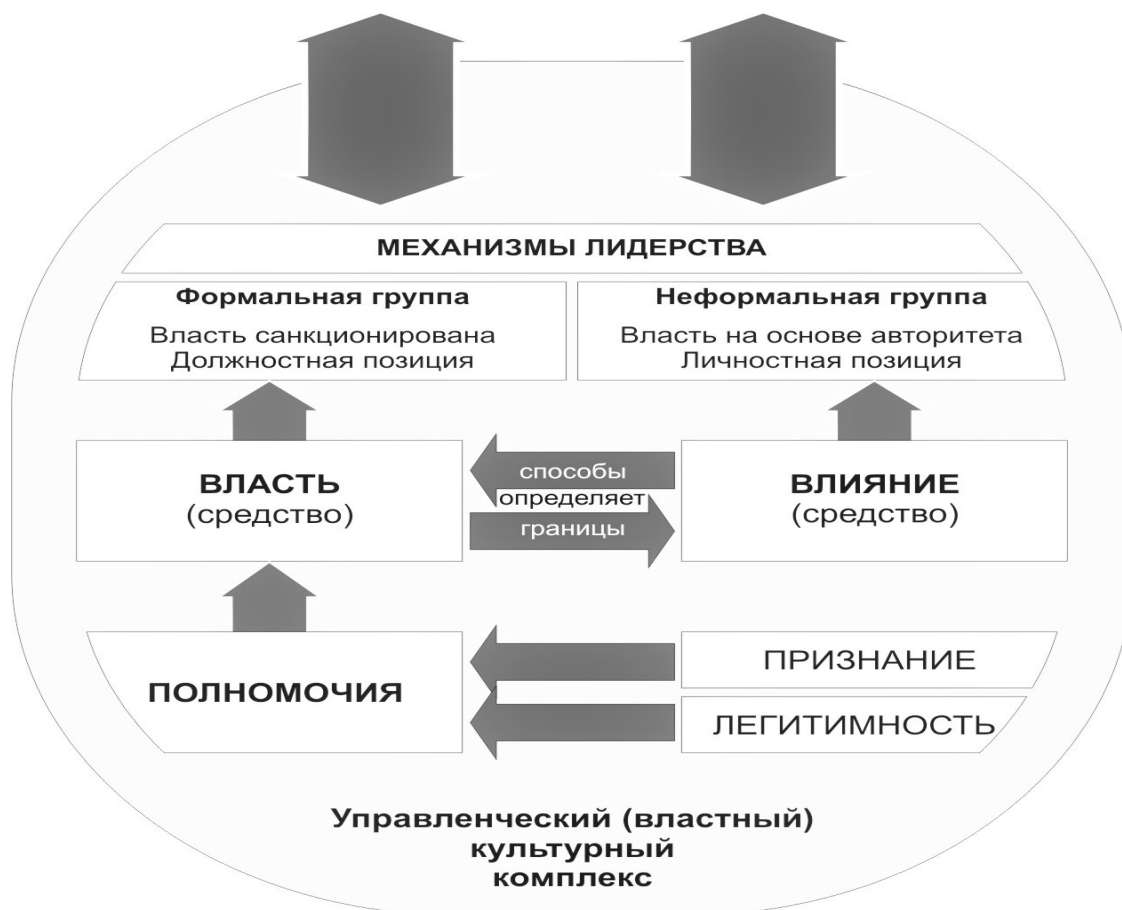 МЕХАНИЗМЫ ЛИДЕРСТВА
Формальная группа
Власть санкционирована
Должностная позиция
Неформальная группа
Власть на основе авторитета
Личностная позиция
ВЛАСТЬ
(средство)
способы
определяет
границы
ВЛИЯНИЕ
(средство)
ПОЛНОМОЧИЯ
ПРИЗНАНИЕ
ЛЕГИТИМНОСТЬ
Управленческий (властный)
культурный
комплекс